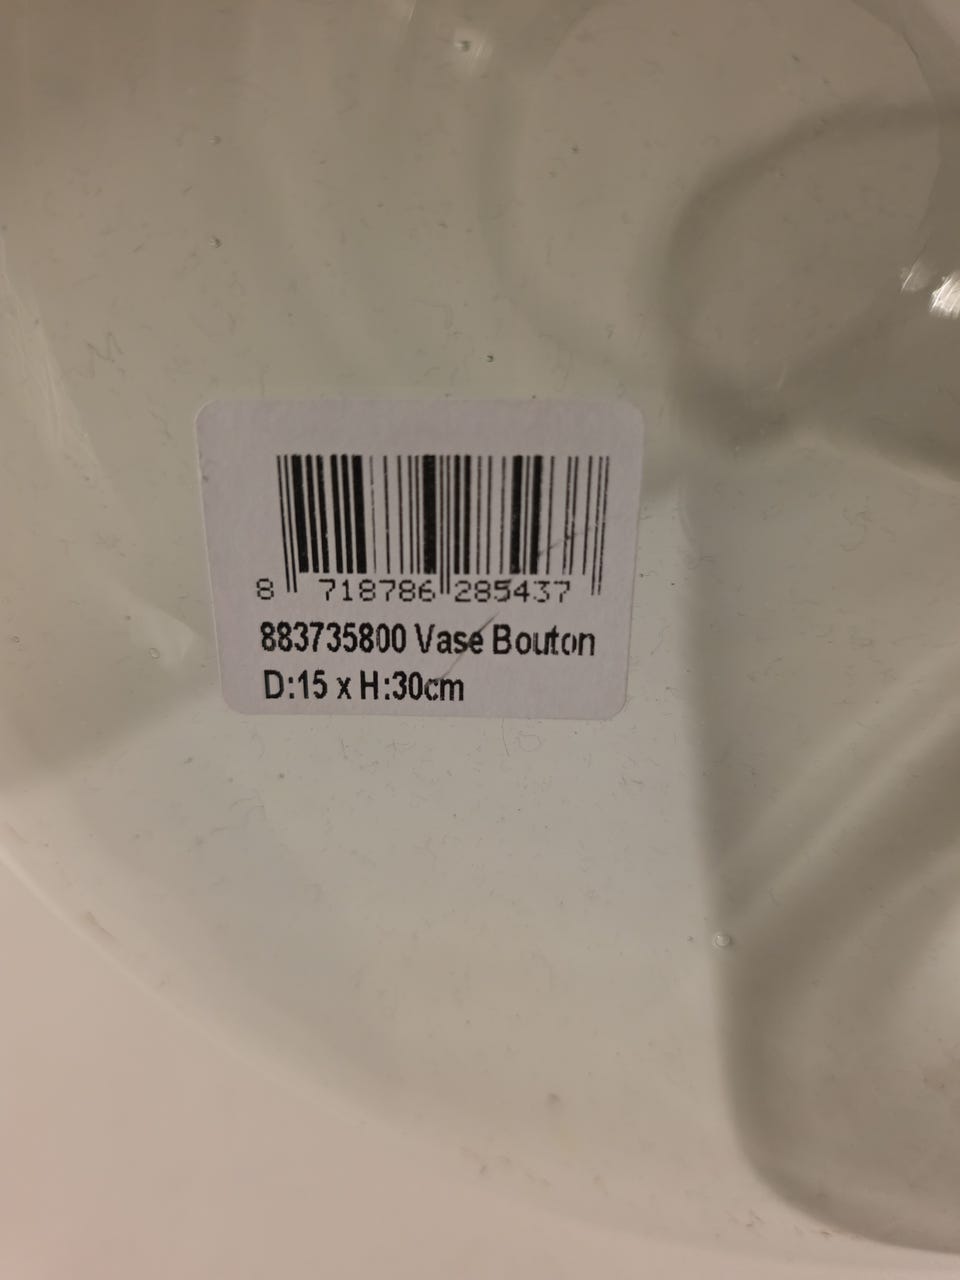 8 718786 285437
883735800 Vase Bouton
D:15 x H:30cm